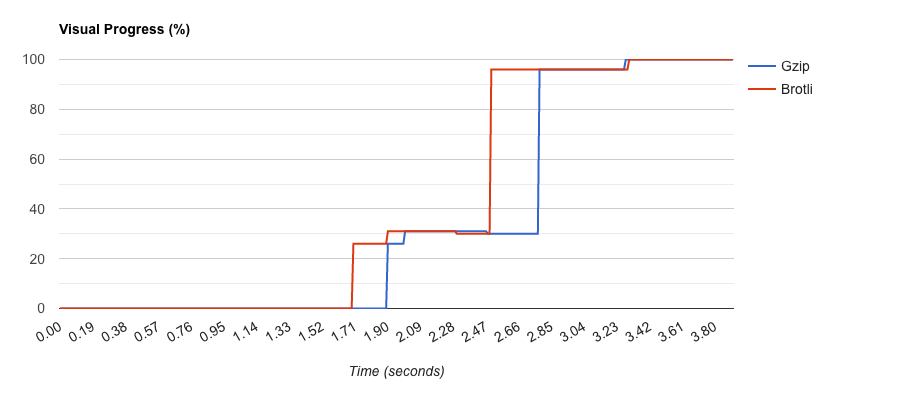 Visual Progress (%)
100
80
60
40
20
0
Gzip
Brotli
0.00 0.19 0.38 0.57 0.76 0.95 1.14 1.33 1.52 1.71 1.90 2.09 2.28 2.47 2.66 2.85 3.04 3.23 3.42 3.61 3.80
Time (seconds)